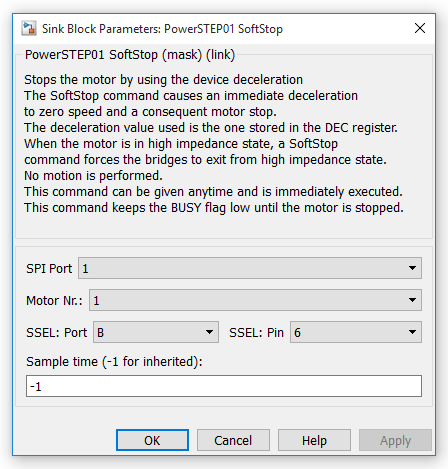 Sink Block Parameters: PowerSTEP01 SoftStop
PowerSTEP01 SoftStop (mask) (link)
Stops the motor by using the device deceleration
The SoftStop command causes an immediate deceleration
to zero speed and a consequent motor stop.
The deceleration value used is the one stored in the DEC register.
When the motor is in high impedance state, a SoftStop
command forces the bridges to exit from high impedance state.
No motion is performed.
This command can be given anytime and is immediately executed.
This command keeps the BUSY flag low until the motor is stopped.
SPI Port 1
Motor Nr.: 1
SSEL: Port B SSEL: Pin 6
Sample time (-1 for inherited):
-1
OK Cancel Help Apply